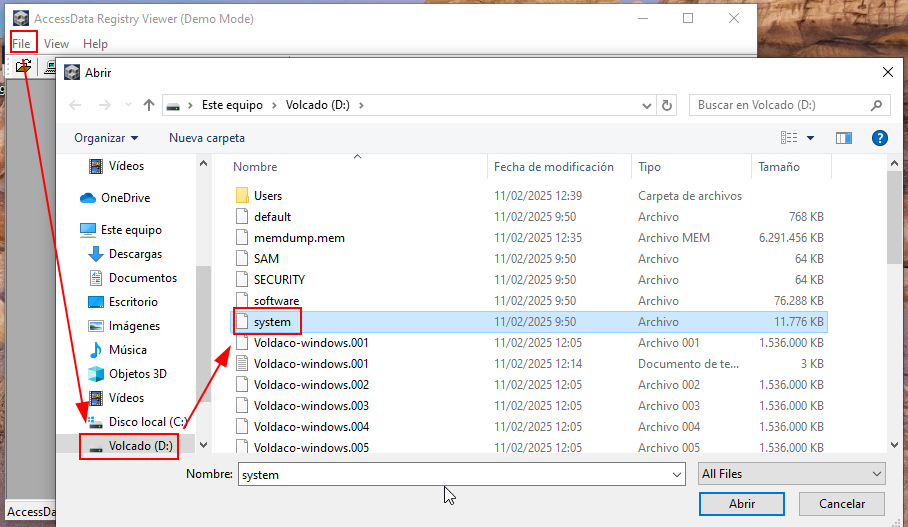 AccessData Registry Viewer (Demo Mode)
File View Help
Abrir
Este equipo Volcado (D:)
Buscar en Volcado (D:)
Organizar Nueva carpeta
Vídeos
OneDrive
Este equipo
Descargas
Documentos
Escritorio
Imágenes
Música
Objetos 3D
Vídeos
Disco local (C:)
Volcado (D:)
Nombre Fecha de modificación Tipo Tamaño
Users 11/02/2025 12:39 Carpeta de archivos
default 11/02/2025 9:50 Archivo 768 KB
memdump.mem 11/02/2025 12:35 Archivo MEM 6.291.456 KB
SAM 11/02/2025 9:50 Archivo 64 KB
SECURITY 11/02/2025 9:50 Archivo 64 KB
software 11/02/2025 9:50 Archivo 76.288 KB
system 11/02/2025 9:50 Archivo 11.776 KB
Voldaco-windows.001 11/02/2025 12:05 Archivo 001 1.536.000 KB
Voldaco-windows.001 11/02/2025 12:14 Documento de te... 3 KB
Voldaco-windows.002 11/02/2025 12:05 Archivo 002 1.536.000 KB
Voldaco-windows.003 11/02/2025 12:05 Archivo 003 1.536.000 KB
Voldaco-windows.004 11/02/2025 12:05 Archivo 004 1.536.000 KB
Voldaco-windows.005 11/02/2025 12:05 Archivo 005 1.536.000 KB
Nombre: system All Files
Abrir Cancelar
AccessDa